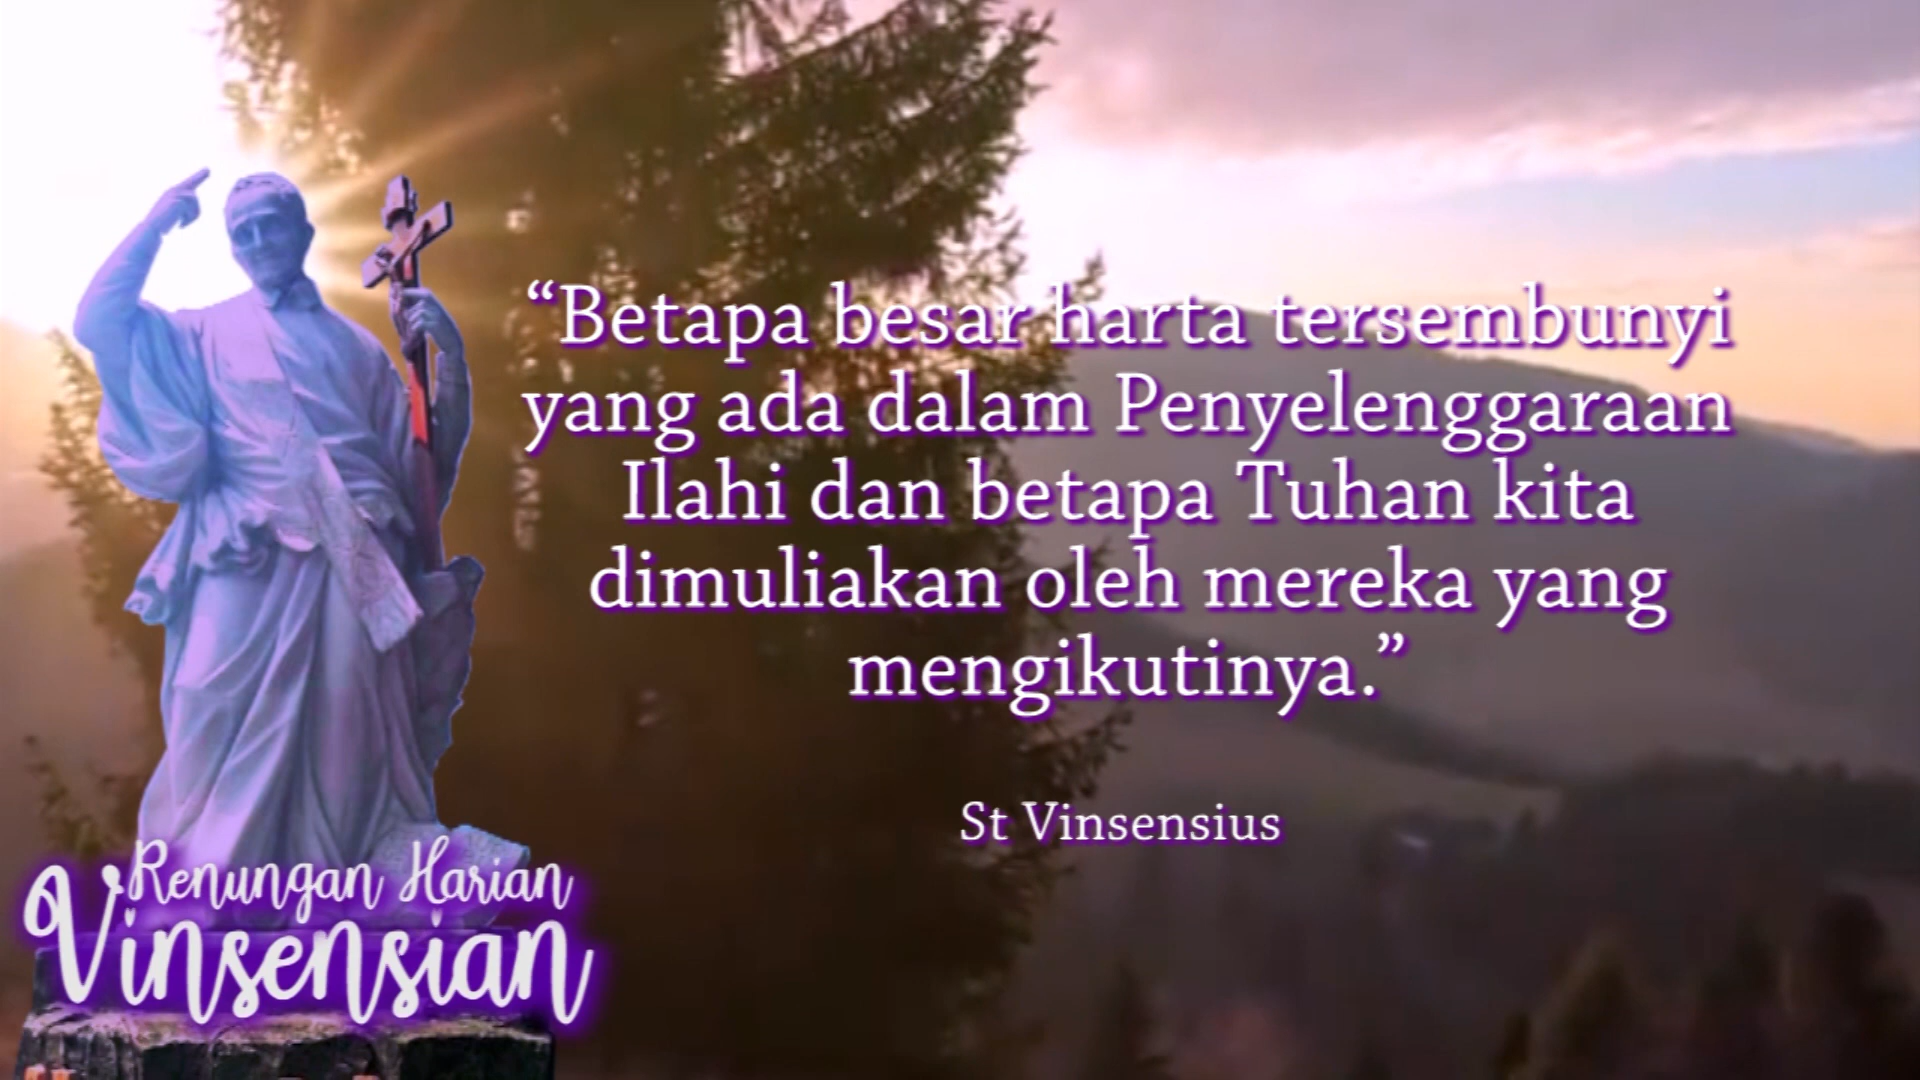 “Betapa besar harta tersembunyi
yang ada dalam Penyelenggaraan
Ilahi dan betapa Tuhan kita
dimuliakan oleh mereka yang
mengikutinya.”
St Vinsensius
Renungan Harian
Vinsensian